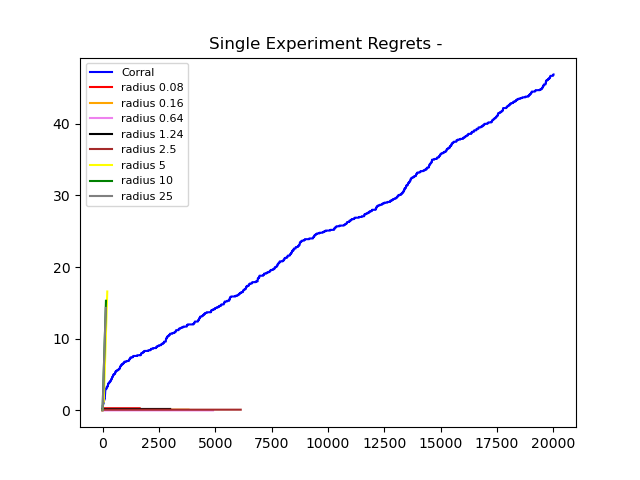 Single Experiment Regrets -
Corral
radius 0.08
radius 0.16
radius 0.64
radius 1.24
radius 2.5
radius 5
radius 10
radius 25
40
30
20
10
0
0 2500 5000 7500 10000 12500 15000 17500 20000